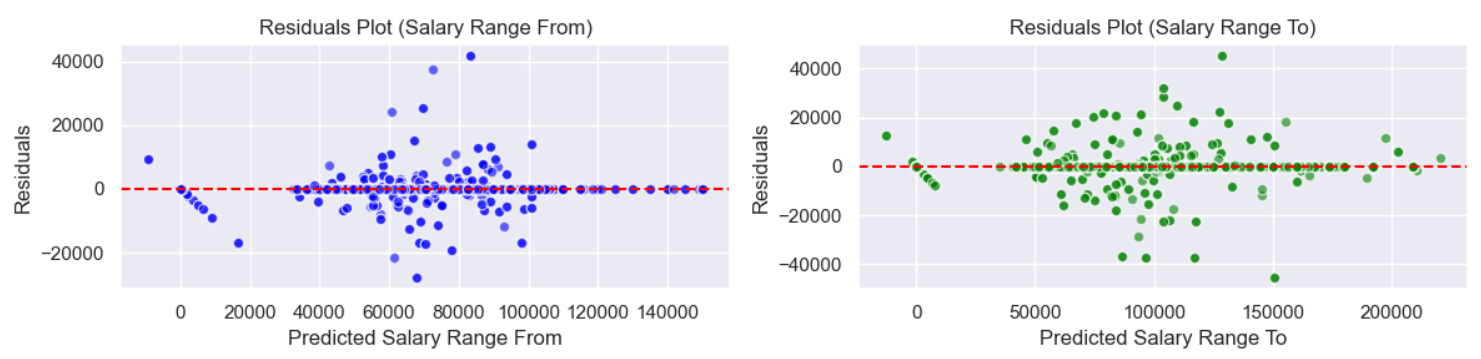 Residuals Plot (Salary Range From)
40000
20000
0
−20000
Residuals
0 20000 40000 60000 80000 100000 120000 140000
Predicted Salary Range From
Residuals Plot (Salary Range To)
40000
20000
0
−20000
−40000
Residuals
0 50000 100000 150000 200000
Predicted Salary Range To